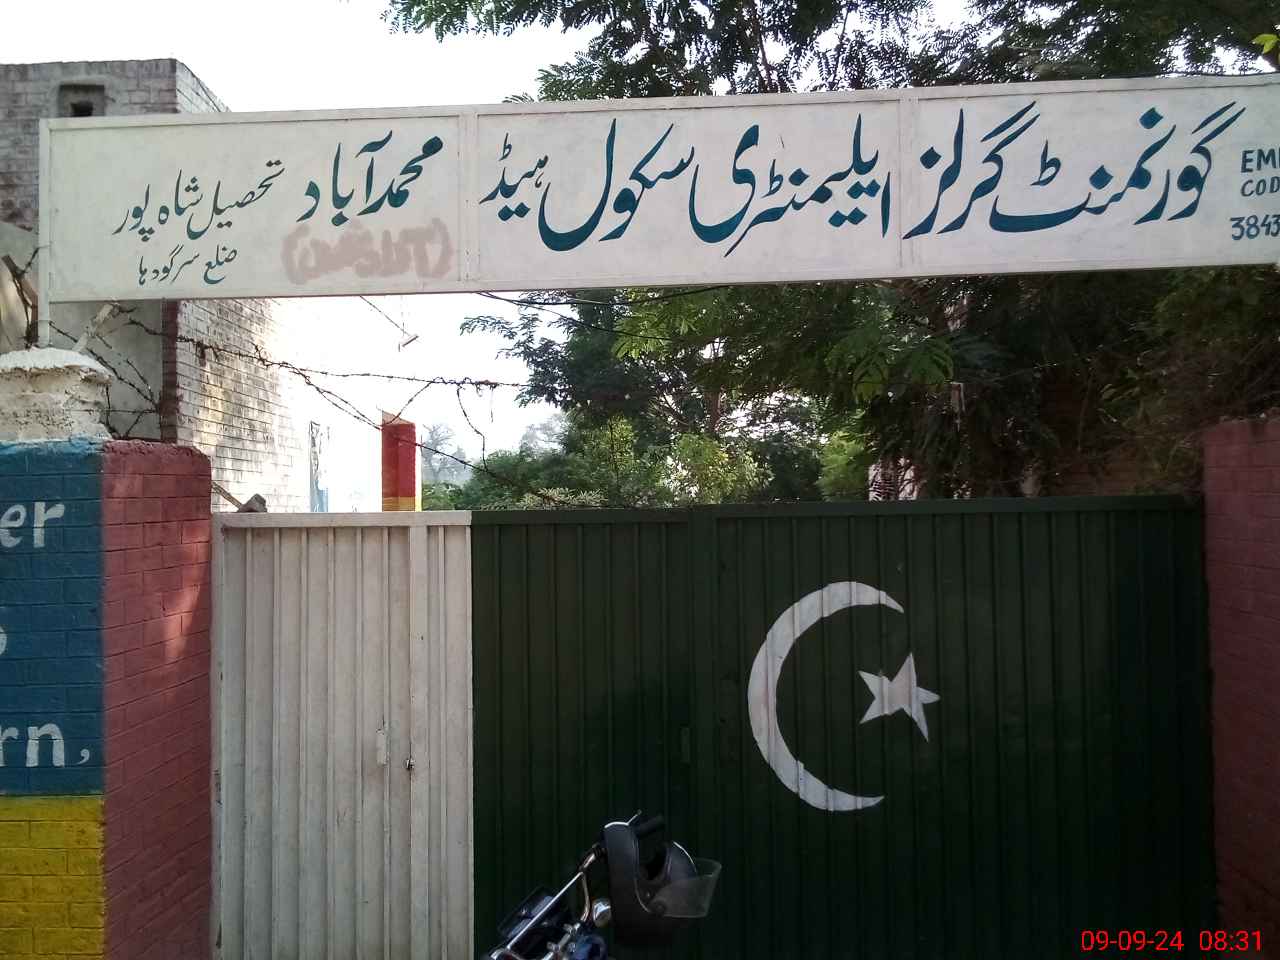 گورنمنٹ گرلز ایلیمنٹری سکول ہیڈ محمد آباد تحصیل شاہ پور
ضلع سرگودہا
EMI
COD
3843
er
rn,
09-09-24 08:31